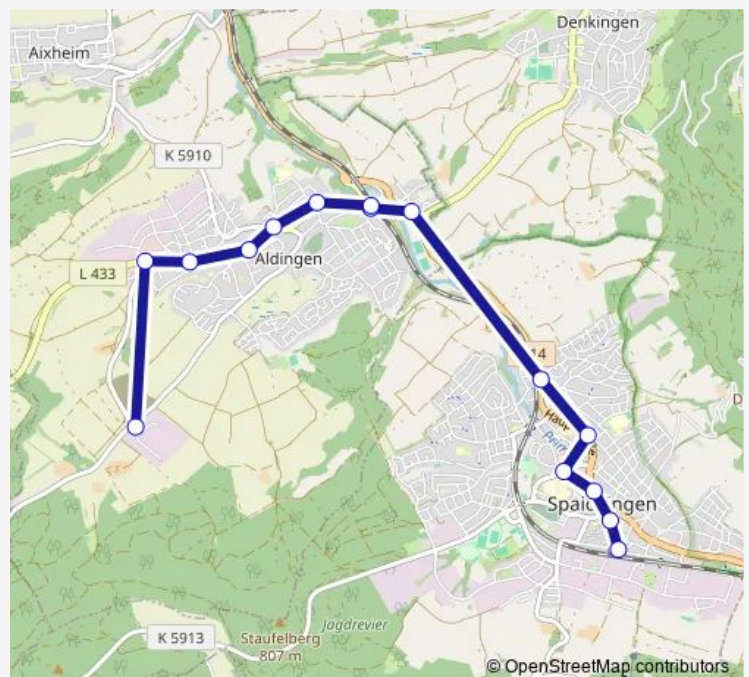 Denkingen
Aixheim
K 5910
Aldingen
L 433
14
Spaichingen
Jagdrevier
K 5913
Staufelberg
807 m
© OpenStreetMap contributors